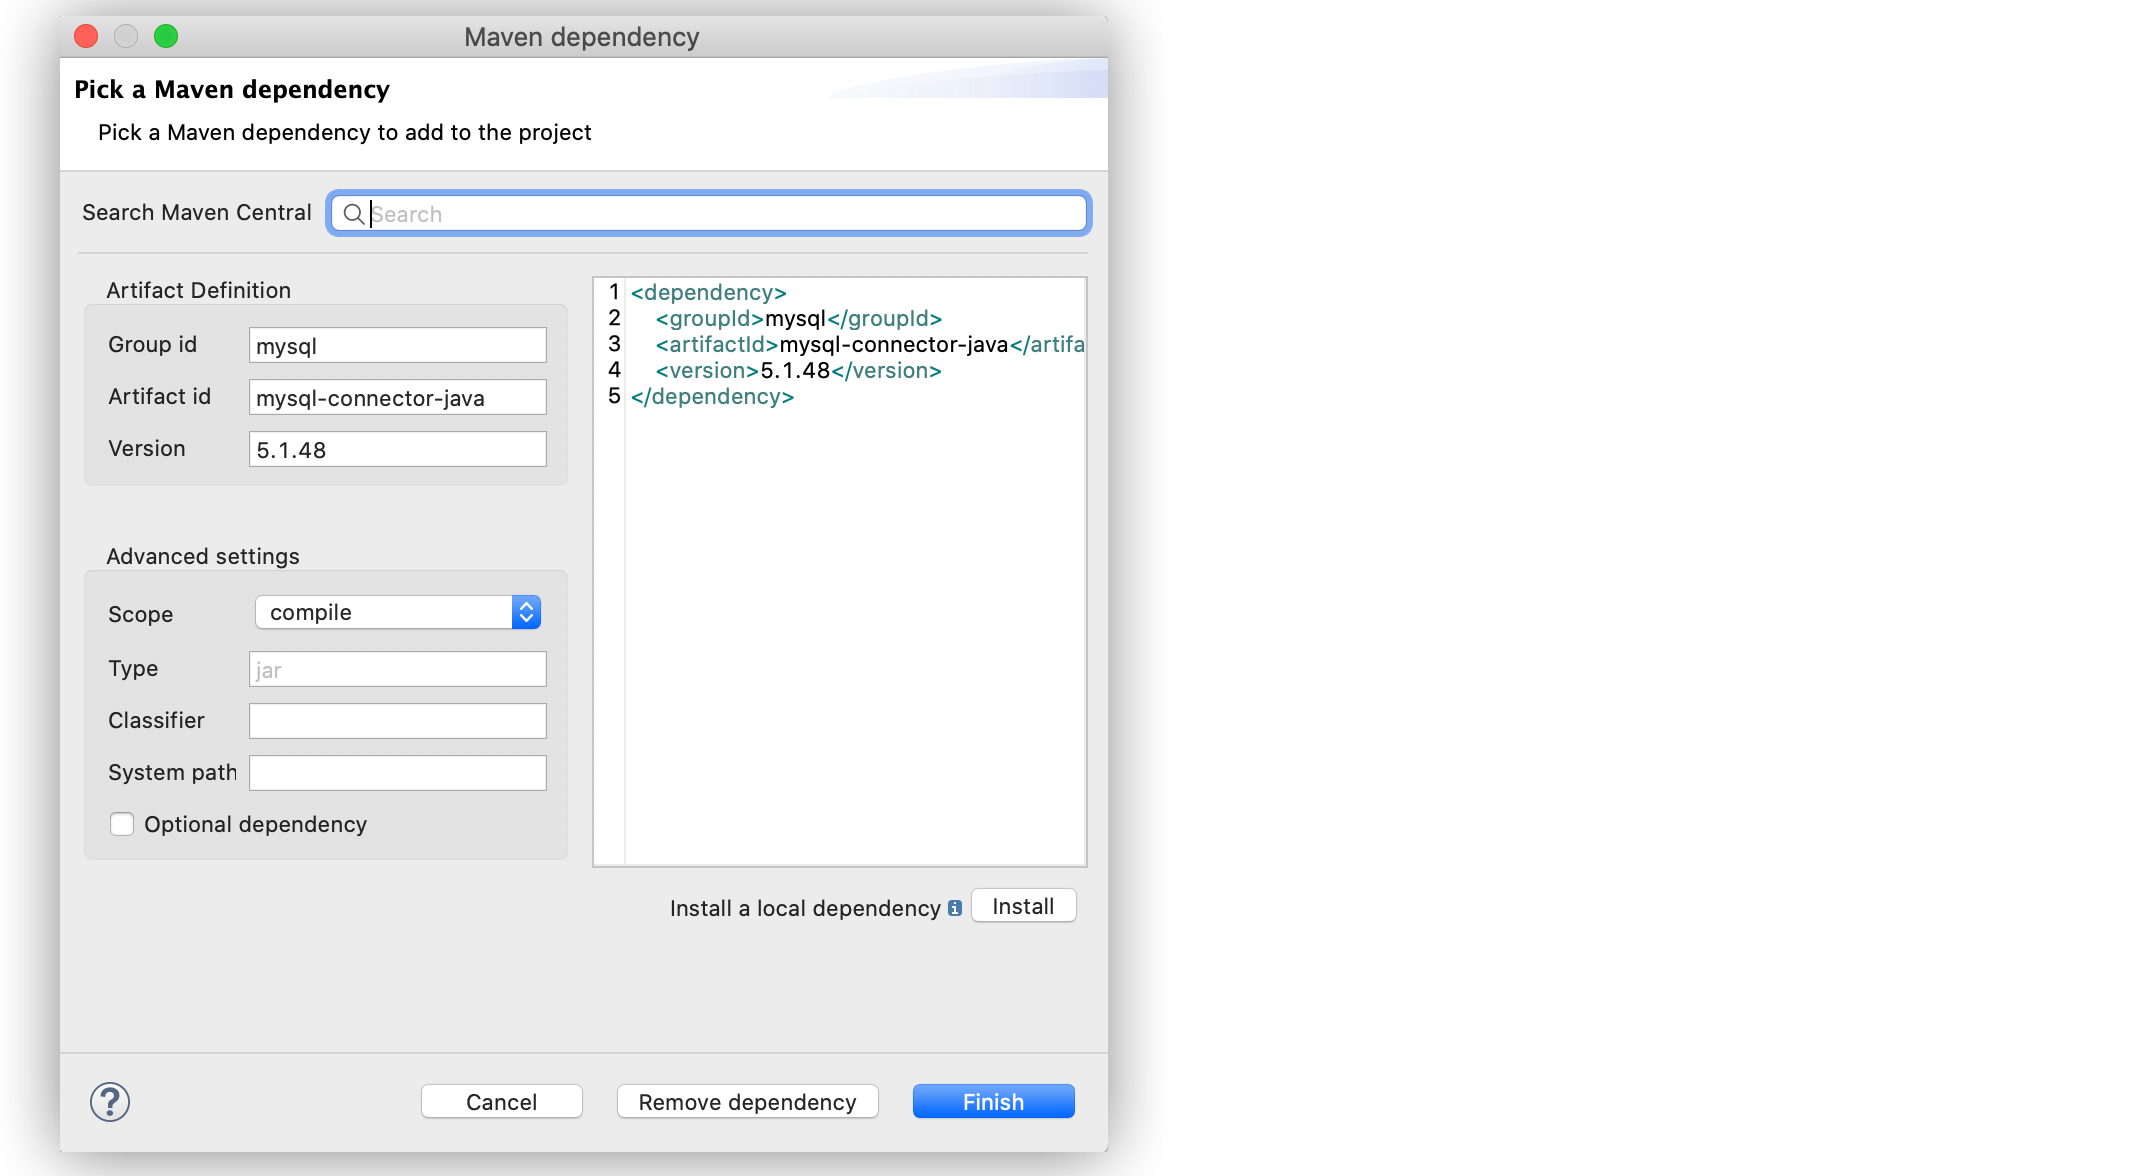 Maven dependency
Pick a Maven dependency
Pick a Maven dependency to add to the project
Search Maven Central
Search
Artifact Definition
Group id
mysql
Artifact id
mysql-connector-java
Version
5.1.48
Advanced settings
Scope
compile
Type
jar
Classifier
System path
Optional dependency
1 <dependency>
2 <groupId>mysql</groupId>
3 <artifactId>mysql-connector-java</artifa
4 <version>5.1.48</version>
5 </dependency>
Install a local dependency i
Install
?
Cancel
Remove dependency
Finish